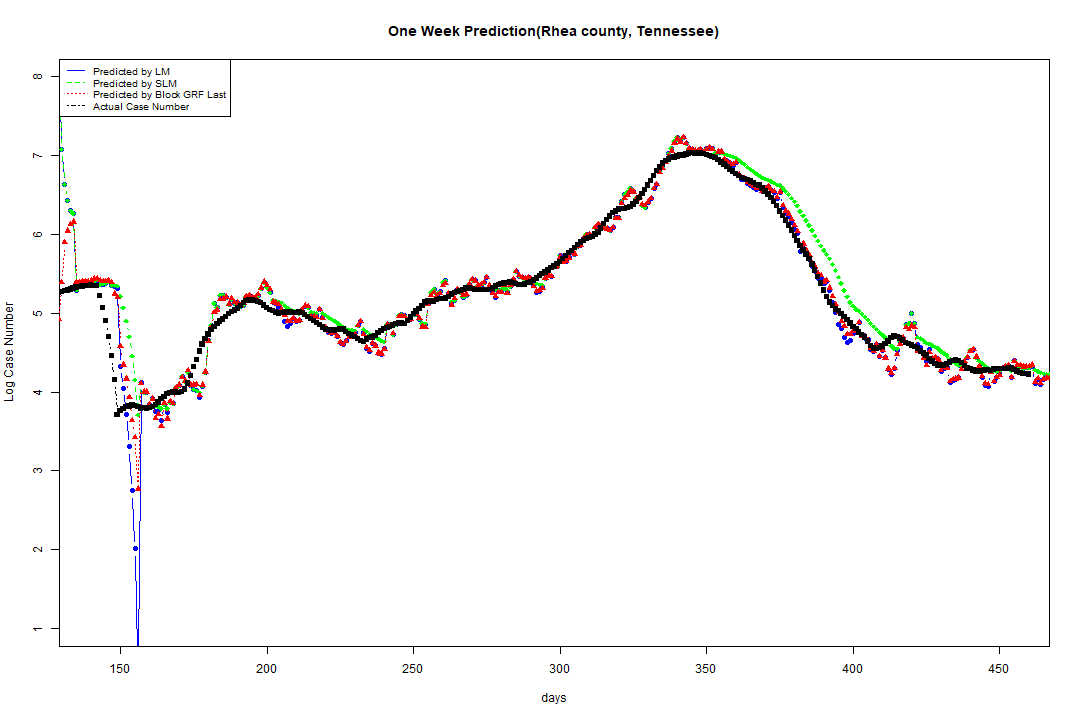 One Week Prediction(Rhea county, Tennessee)
Predicted by LM
Predicted by SLM
Predicted by Block GRF Last
Actual Case Number
Log Case Number
8
7
6
5
4
3
2
1
150 200 250 300 350 400 450
days